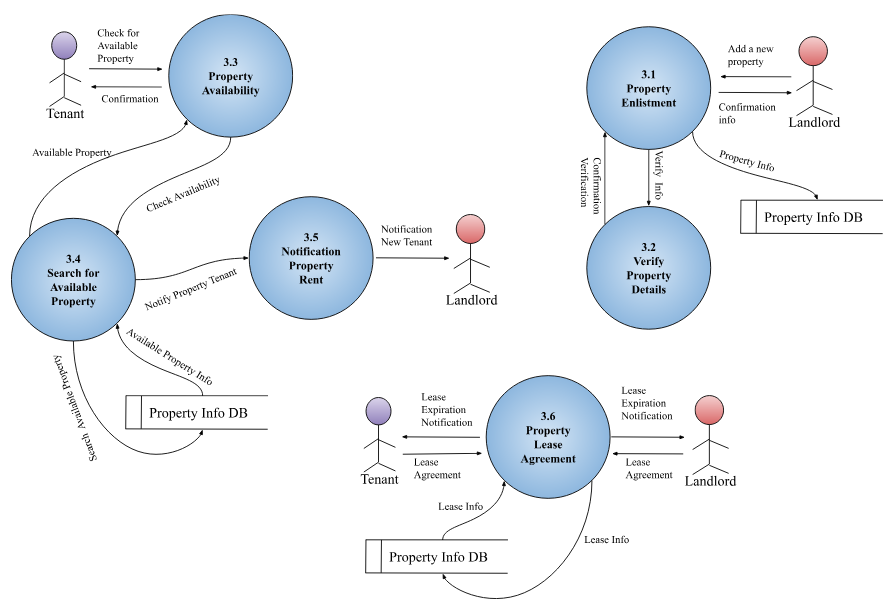 Check for
Available
Property
Confirmation
Tenant
3.3
Property
Availability
Available Property
Check Availability
3.4
Search for
Available
Property
Notify Property Tenant
3.5
Notification
Property
Rent
Notification
New Tenant
Landlord
Available Property Info
Search Available Property
Property Info DB
3.1
Property
Enlistment
Add a new
property
Confirmation
info
Landlord
Property Info
Property Info DB
Verify Info
Confirmation
Verification
3.2
Verify
Property
Details
Tenant
Lease
Expiration
Notification
Lease
Agreement
3.6
Property
Lease
Agreement
Lease
Expiration
Notification
Lease
Agreement
Landlord
Lease Info
Lease Info
Property Info DB